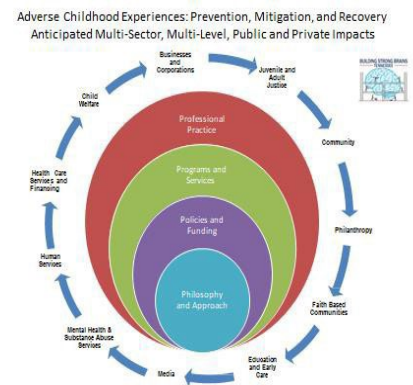 Adverse Childhood Experiences: Prevention, Mitigation, and Recovery
Anticipated Multi-Sector, Multi-Level, Public and Private Impacts
BUILDING STRONG BRAINS
Businesses
and
Corporations
Juvenile and
Adult
Justice
Community
Philanthropy
Faith Based
Communities
Education
and Early
Care
Media
Mental Health &
Substance Abuse
Services
Human
Services
Health Care
Services and
Financing
Child
Welfare
Professional
Practice
Programs and
Services
Policies and
Funding
Philosophy
and Approach